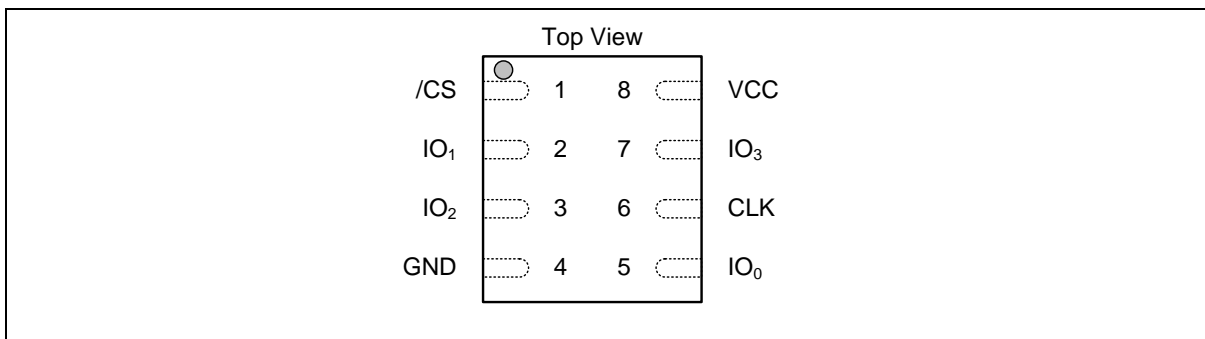 Top View
/CS 1 8 VCC
IO₁ 2 7 IO₃
IO₂ 3 6 CLK
GND 4 5 IO₀